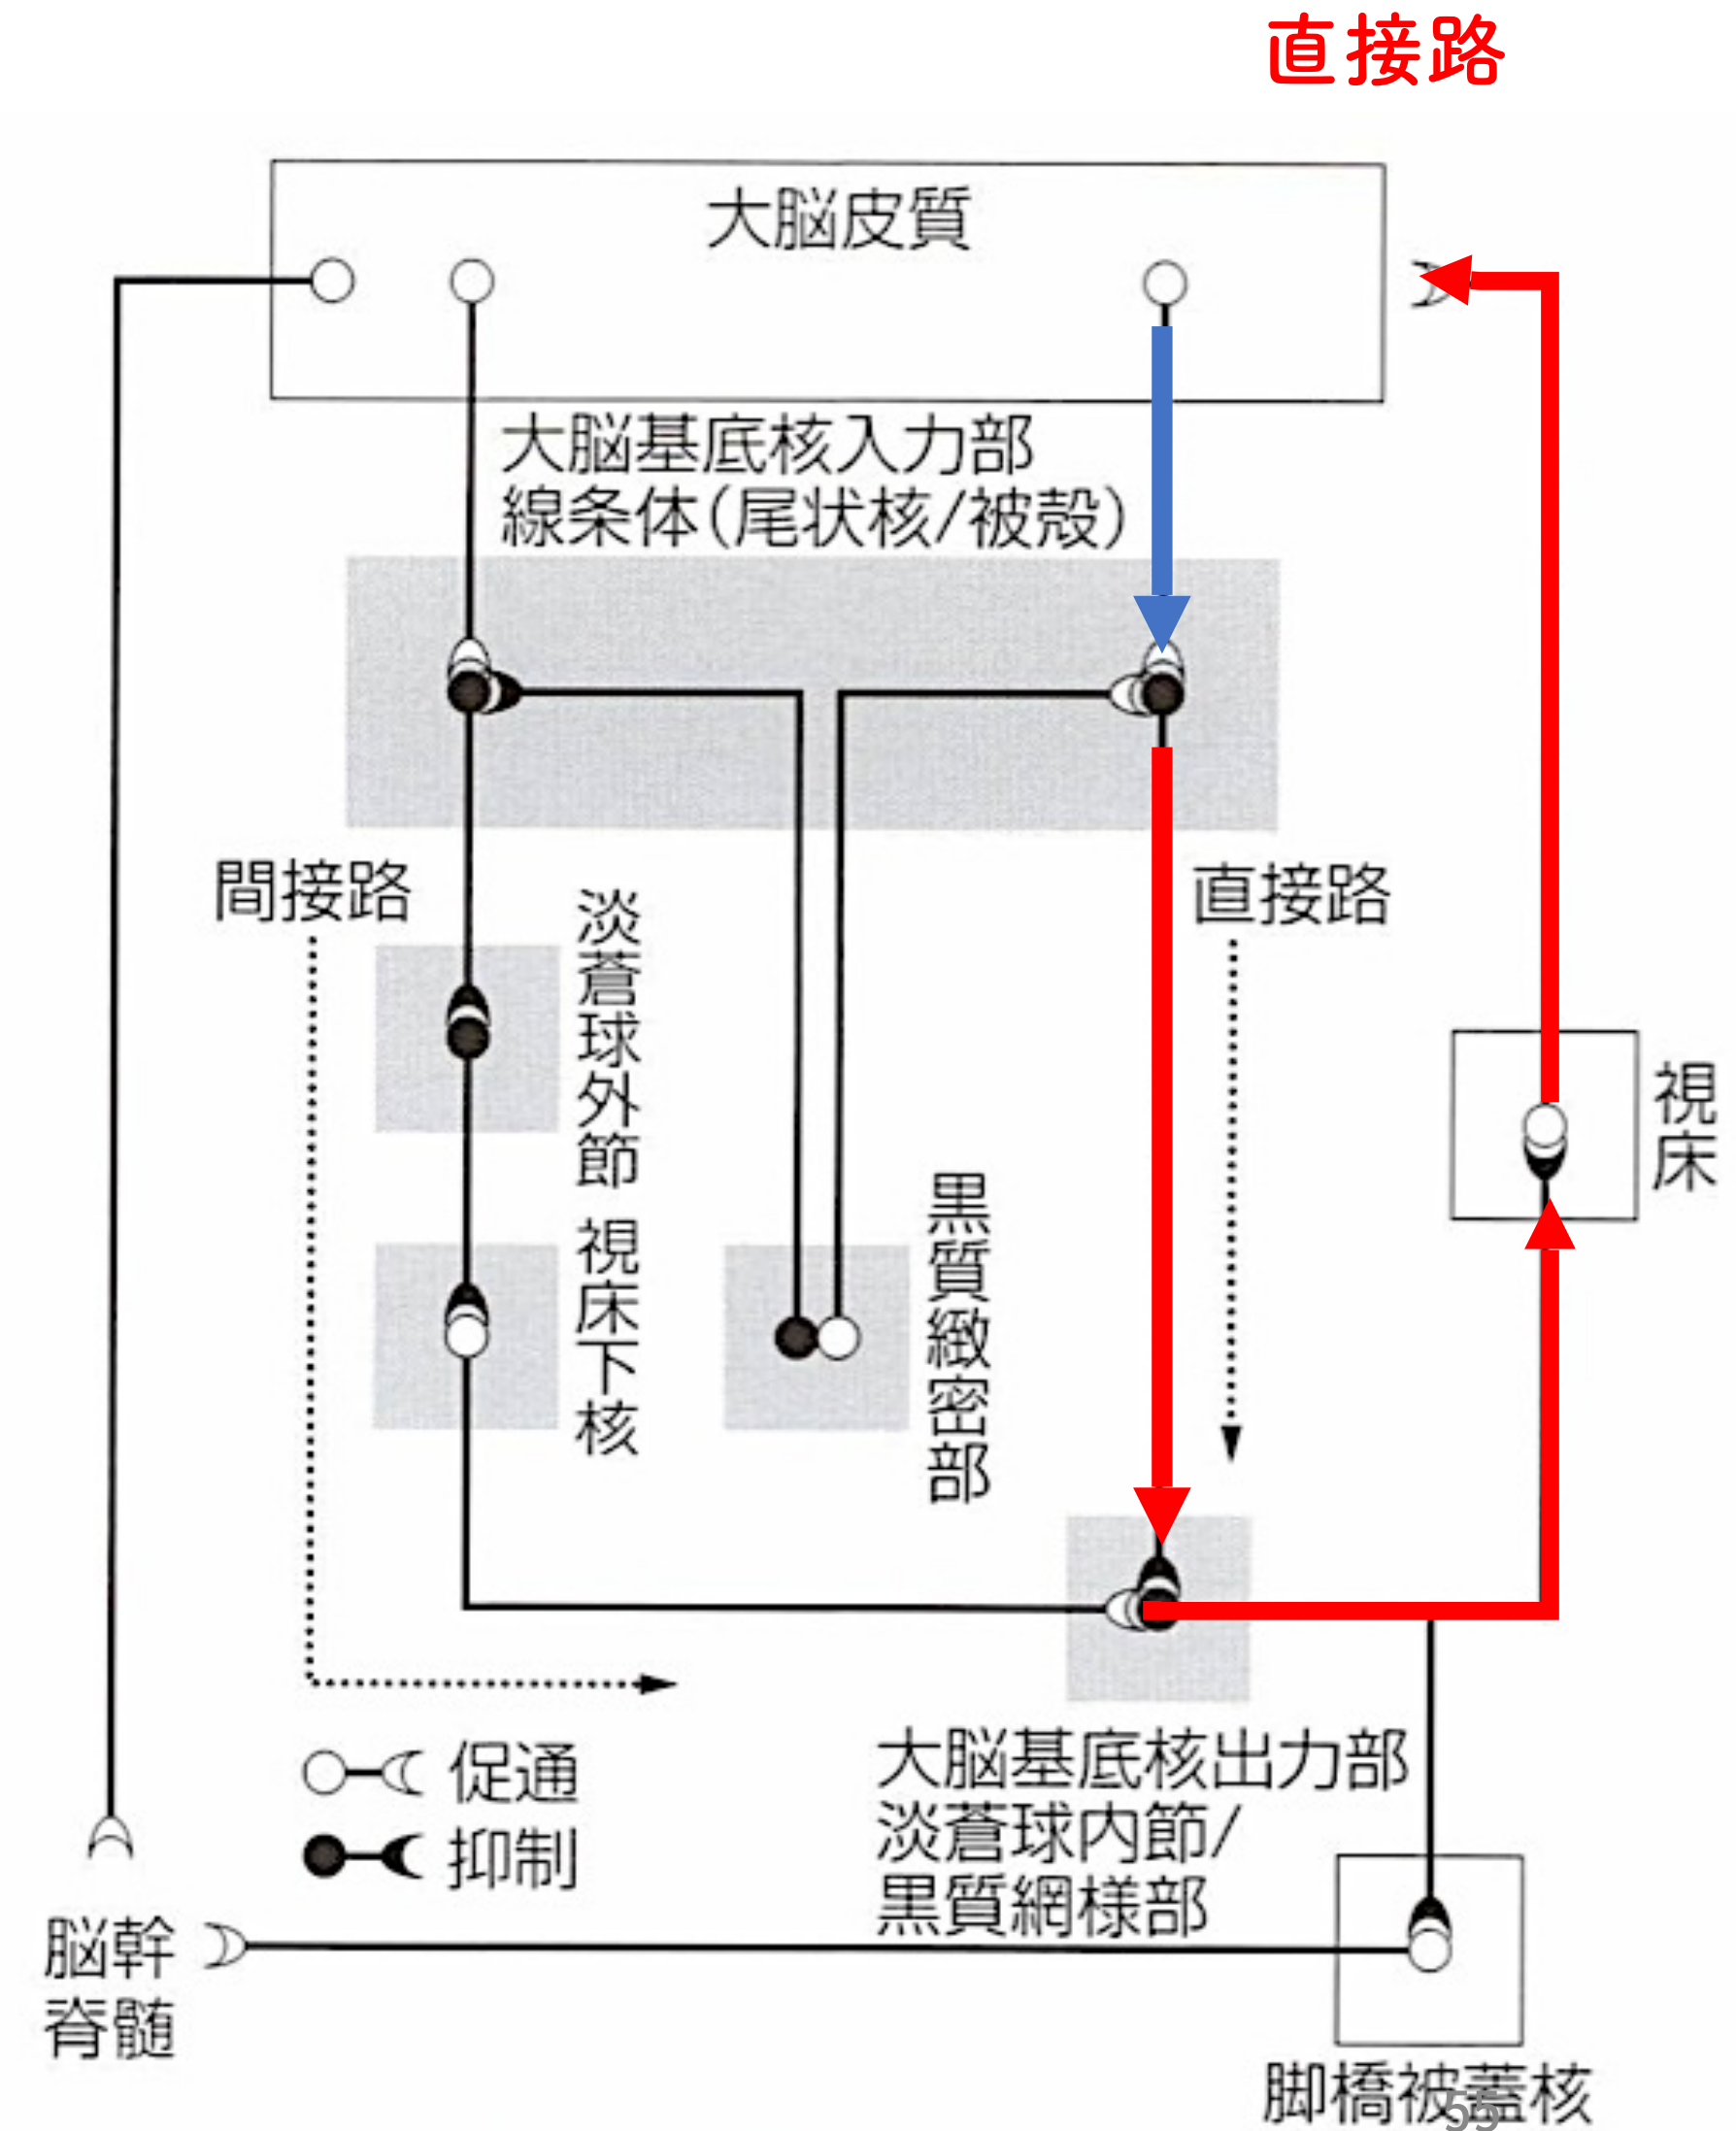 直接路
大脳皮質
大脳基底核入力部
線条体(尾状核/被殻)
間接路
淡蒼球外節
直接路
視床
視床下核
黒質緻密部
促通
抑制
大脳基底核出力部
淡蒼球内節/
黒質網様部
脳幹
脊髄
脚橋被蓋核
55